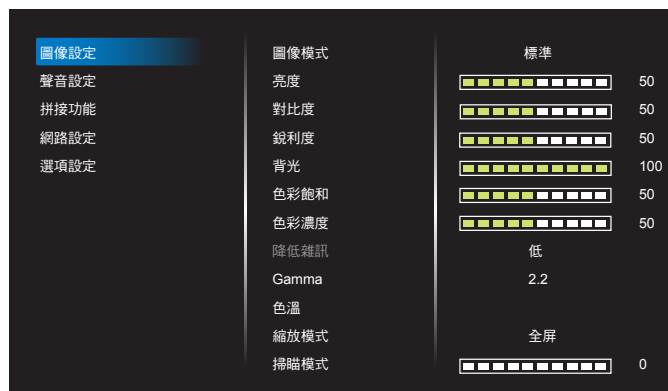 圖像設定 圖像模式 標準
聲音設定 亮度 50
拼接功能 對比度 50
網路設定 銳利度 50
選項設定 背光 100
色彩飽和 50
色彩濃度 50
降低雜訊 低
Gamma 2.2
色溫
縮放模式 全屏
掃瞄模式 0